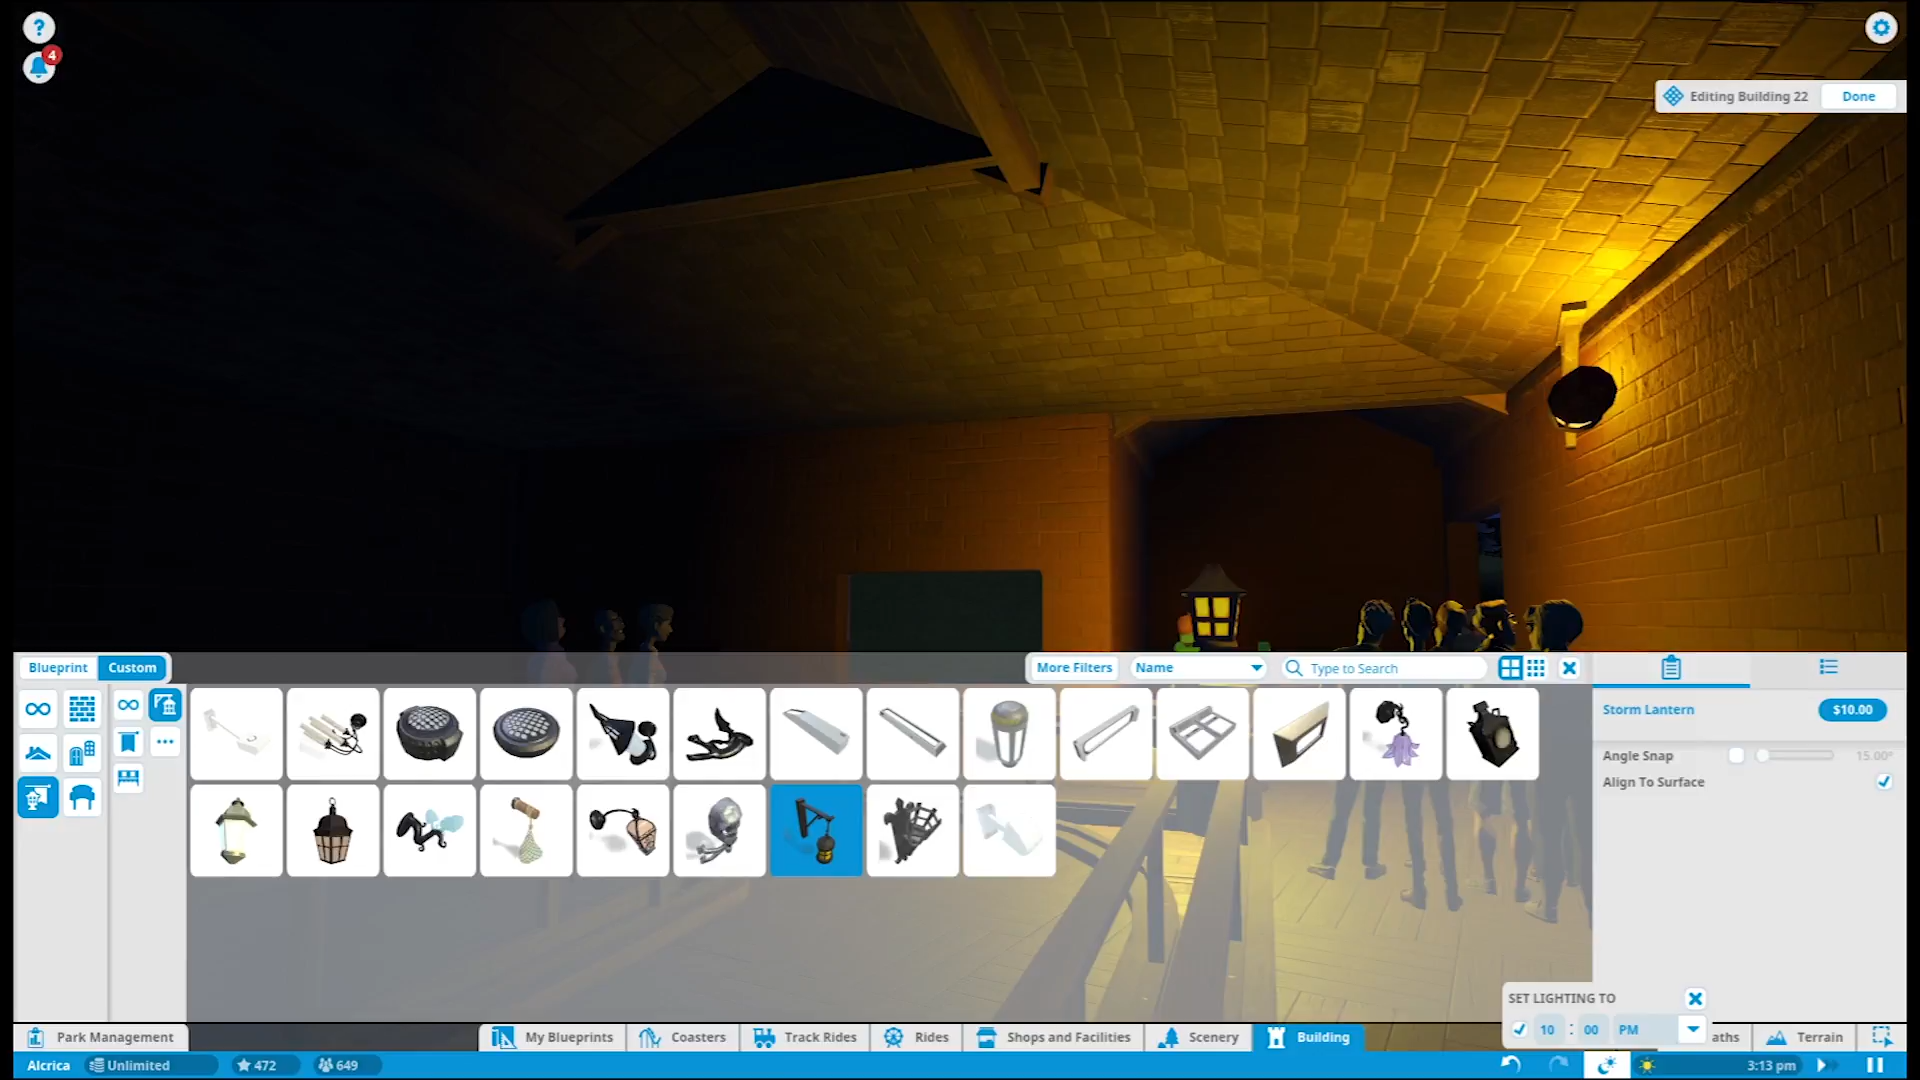 ?
4
Editing Building 22 Done
Blueprint Custom
More Filters Name Type to Search
Storm Lantern $10.00
Angle Snap 15.00°
Align To Surface
SET LIGHTING TO
10 : 00 PM
Park Management My Blueprints Coasters Track Rides Rides Shops and Facilities Scenery Building aths Terrain
Alcrica Unlimited 472 649 3:13 pm